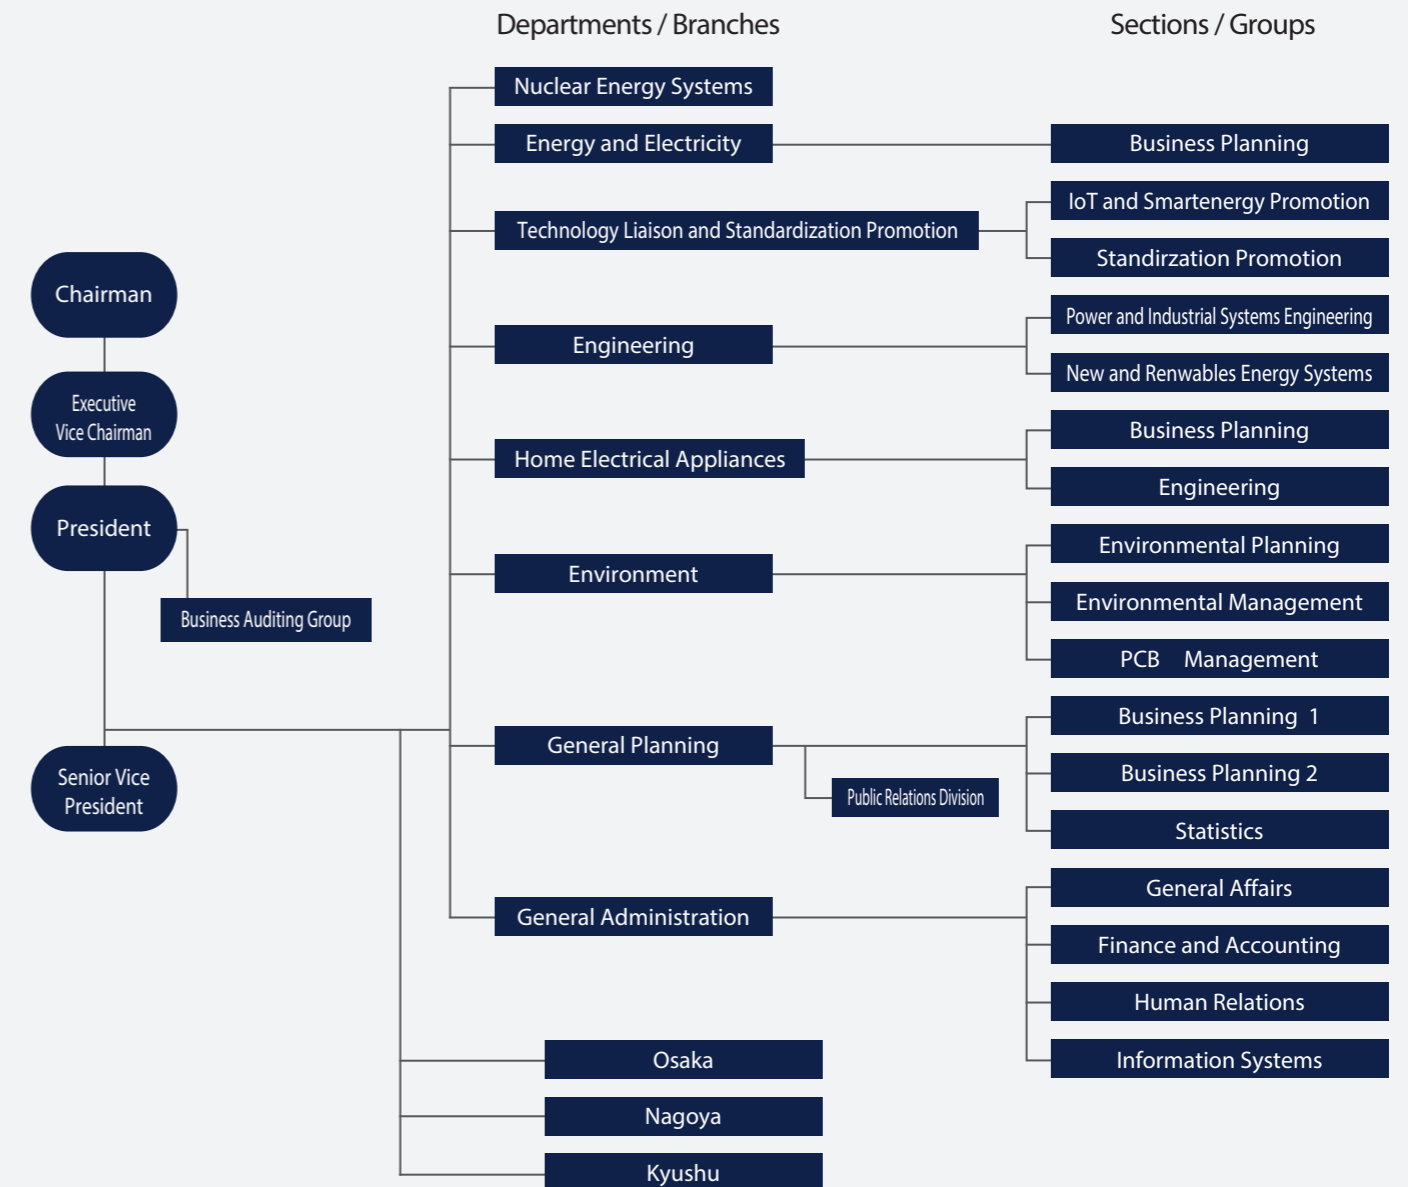 Departments / Branches
Sections / Groups
Nuclear Energy Systems
Energy and Electricity
Business Planning
Technology Liaison and Standardization Promotion
IoT and Smartenergy Promotion
Standirzation Promotion
Chairman
Executive
Vice Chairman
President
Business Auditing Group
Senior Vice
President
Engineering
Power and Industrial Systems Engineering
New and Renwables Energy Systems
Home Electrical Appliances
Business Planning
Engineering
Environment
Environmental Planning
Environmental Management
PCB Management
General Planning
Public Relations Division
Business Planning 1
Business Planning 2
Statistics
General Administration
General Affairs
Finance and Accounting
Human Relations
Information Systems
Osaka
Nagoya
Kyushu